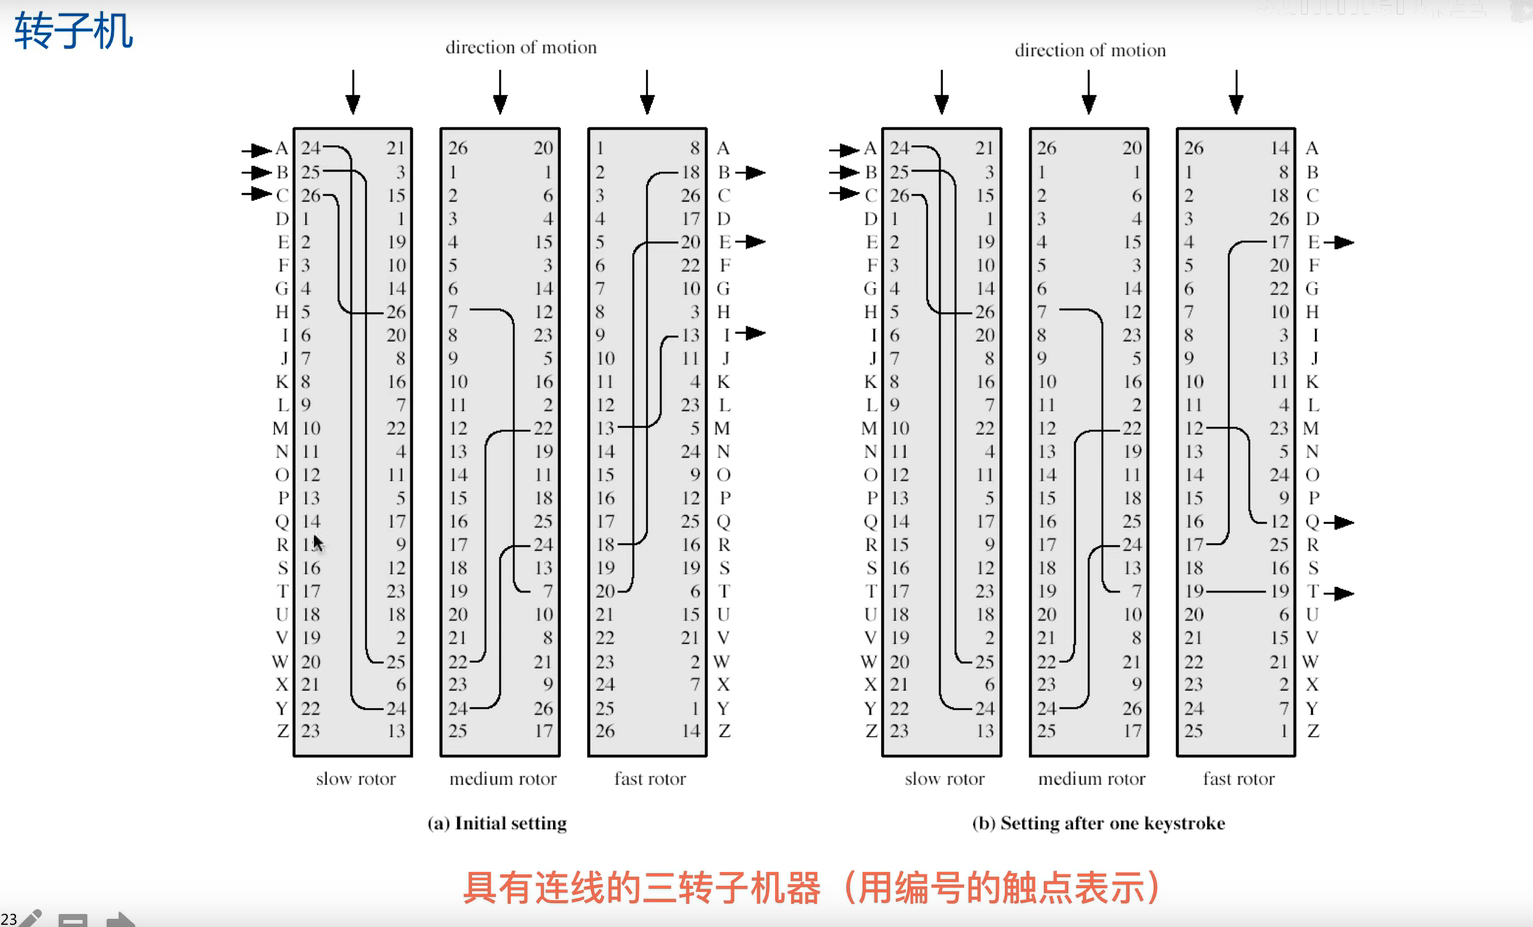 转子机
direction of motion
direction of motion
A 24 21 26 20 1 8 A
B 25 3 1 1 2 18 B
C 26 15 2 6 3 26 C
D 1 1 3 4 4 17 D
E 2 19 4 15 5 20 E
F 3 10 5 3 6 22 F
G 4 14 6 14 7 10 G
H 5 26 7 12 8 3 H
I 6 20 8 23 9 13 I
J 7 8 9 5 10 11 J
K 8 16 10 16 11 4 K
L 9 7 11 2 12 23 L
M 10 22 12 22 13 5 M
N 11 4 13 19 14 24 N
O 12 11 14 11 15 9 O
P 13 5 15 18 16 12 P
Q 14 17 16 25 17 25 Q
R 9 17 24 18 16 R
S 16 12 18 13 19 19 S
T 17 23 19 7 20 6 T
U 18 18 20 10 21 15 U
V 19 2 21 8 22 21 V
W 20 25 22 21 23 2 W
X 21 6 23 9 24 7 X
Y 22 24 24 26 25 1 Y
Z 23 13 25 17 26 14 Z
slow rotor medium rotor fast rotor
(a) Initial setting
A 24 21 26 20 26 14 A
B 25 3 1 1 1 8 B
C 26 15 2 6 2 18 C
D 1 1 3 4 3 26 D
E 2 19 4 15 4 17 E
F 3 10 5 3 5 20 F
G 4 14 6 14 6 22 G
H 5 26 7 12 7 10 H
I 6 20 8 23 8 3 I
J 7 8 9 5 9 13 J
K 8 16 10 16 10 11 K
L 9 7 11 2 11 4 L
M 10 22 12 22 12 23 M
N 11 4 13 19 13 5 N
O 12 11 14 11 14 24 O
P 13 5 15 18 15 9 P
Q 14 17 16 25 16 12 Q
R 15 9 17 24 17 25 R
S 16 12 18 13 18 16 S
T 17 23 19 7 19 19 T
U 18 18 20 10 20 6 U
V 19 2 21 8 21 15 V
W 20 25 22 21 22 21 W
X 21 6 23 9 23 2 X
Y 22 24 24 26 24 7 Y
Z 23 13 25 17 25 1 Z
slow rotor medium rotor fast rotor
(b) Setting after one keystroke
具有连线的三转子机器（用编号的触点表示）
23